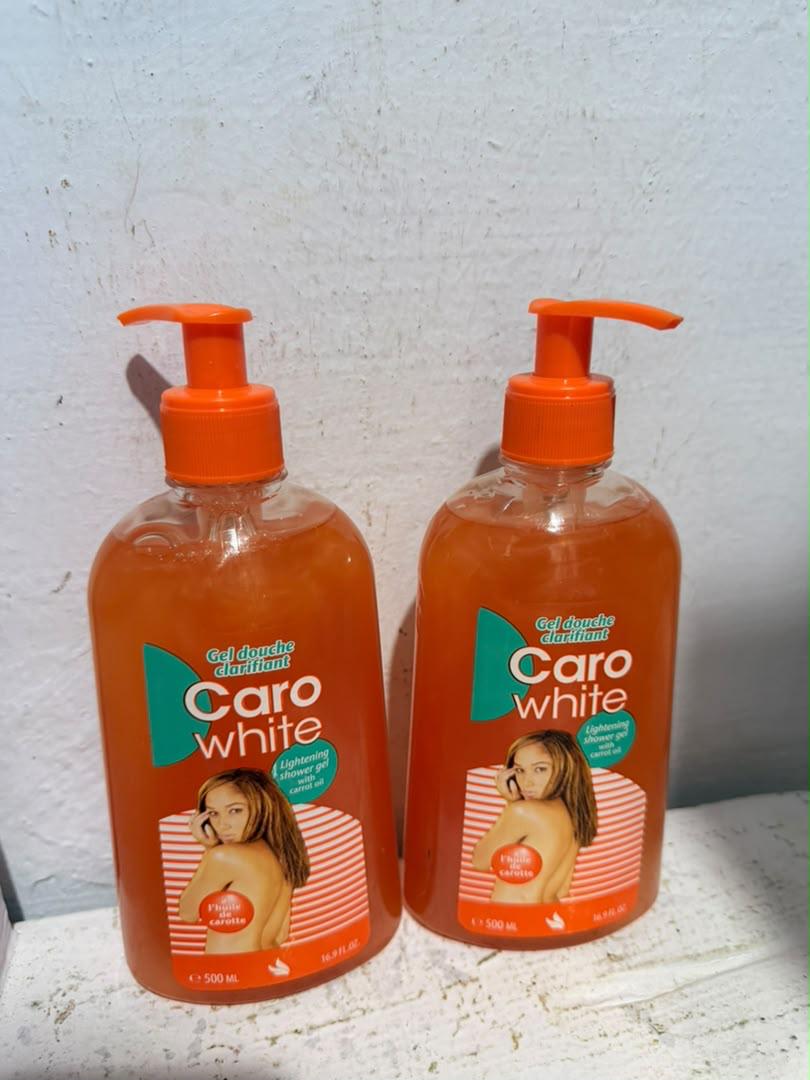 Gel douche
clarifiant
Caro
white
Lightening
shower gel
with
carrot oil
à
l'huile
de
carotte
℮ 500 ML
16.9 FL.OZ.
Gel douche
clarifiant
Caro
white
Lightening
shower gel
with
carrot oil
à
l'huile
de
carotte
℮ 500 ML
16.9 FL.OZ.